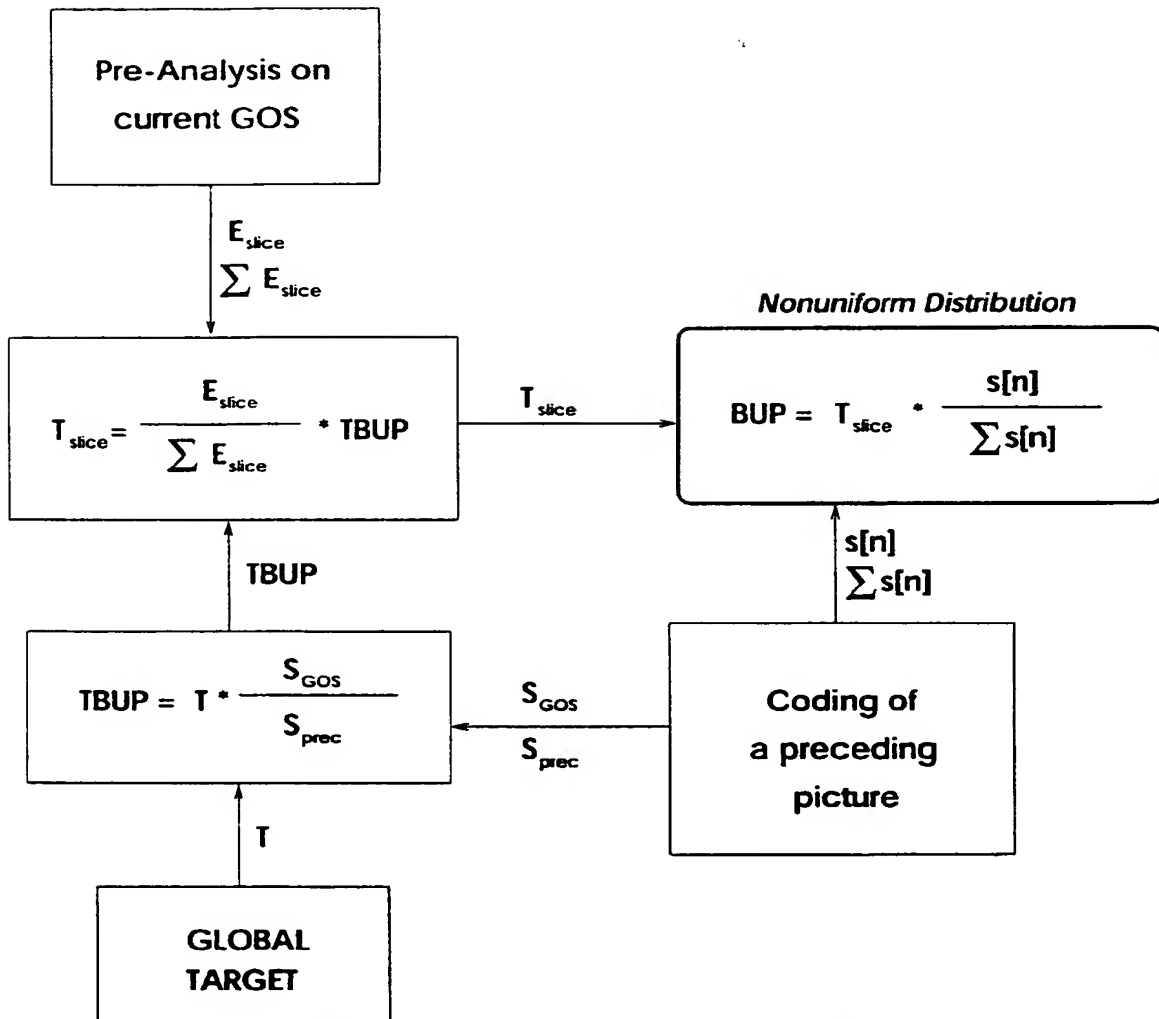 Pre-Analysis on
current GOS
E_slice
∑ E_slice
Nonuniform Distribution
T_slice = E_slice / ∑ E_slice * TBUP
T_slice
BUP = T_slice * s[n] / ∑ s[n]
TBUP
s[n]
∑ s[n]
TBUP = T * S_GOS / S_prec
S_GOS
S_prec
Coding of
a preceding
picture
T
GLOBAL
TARGET